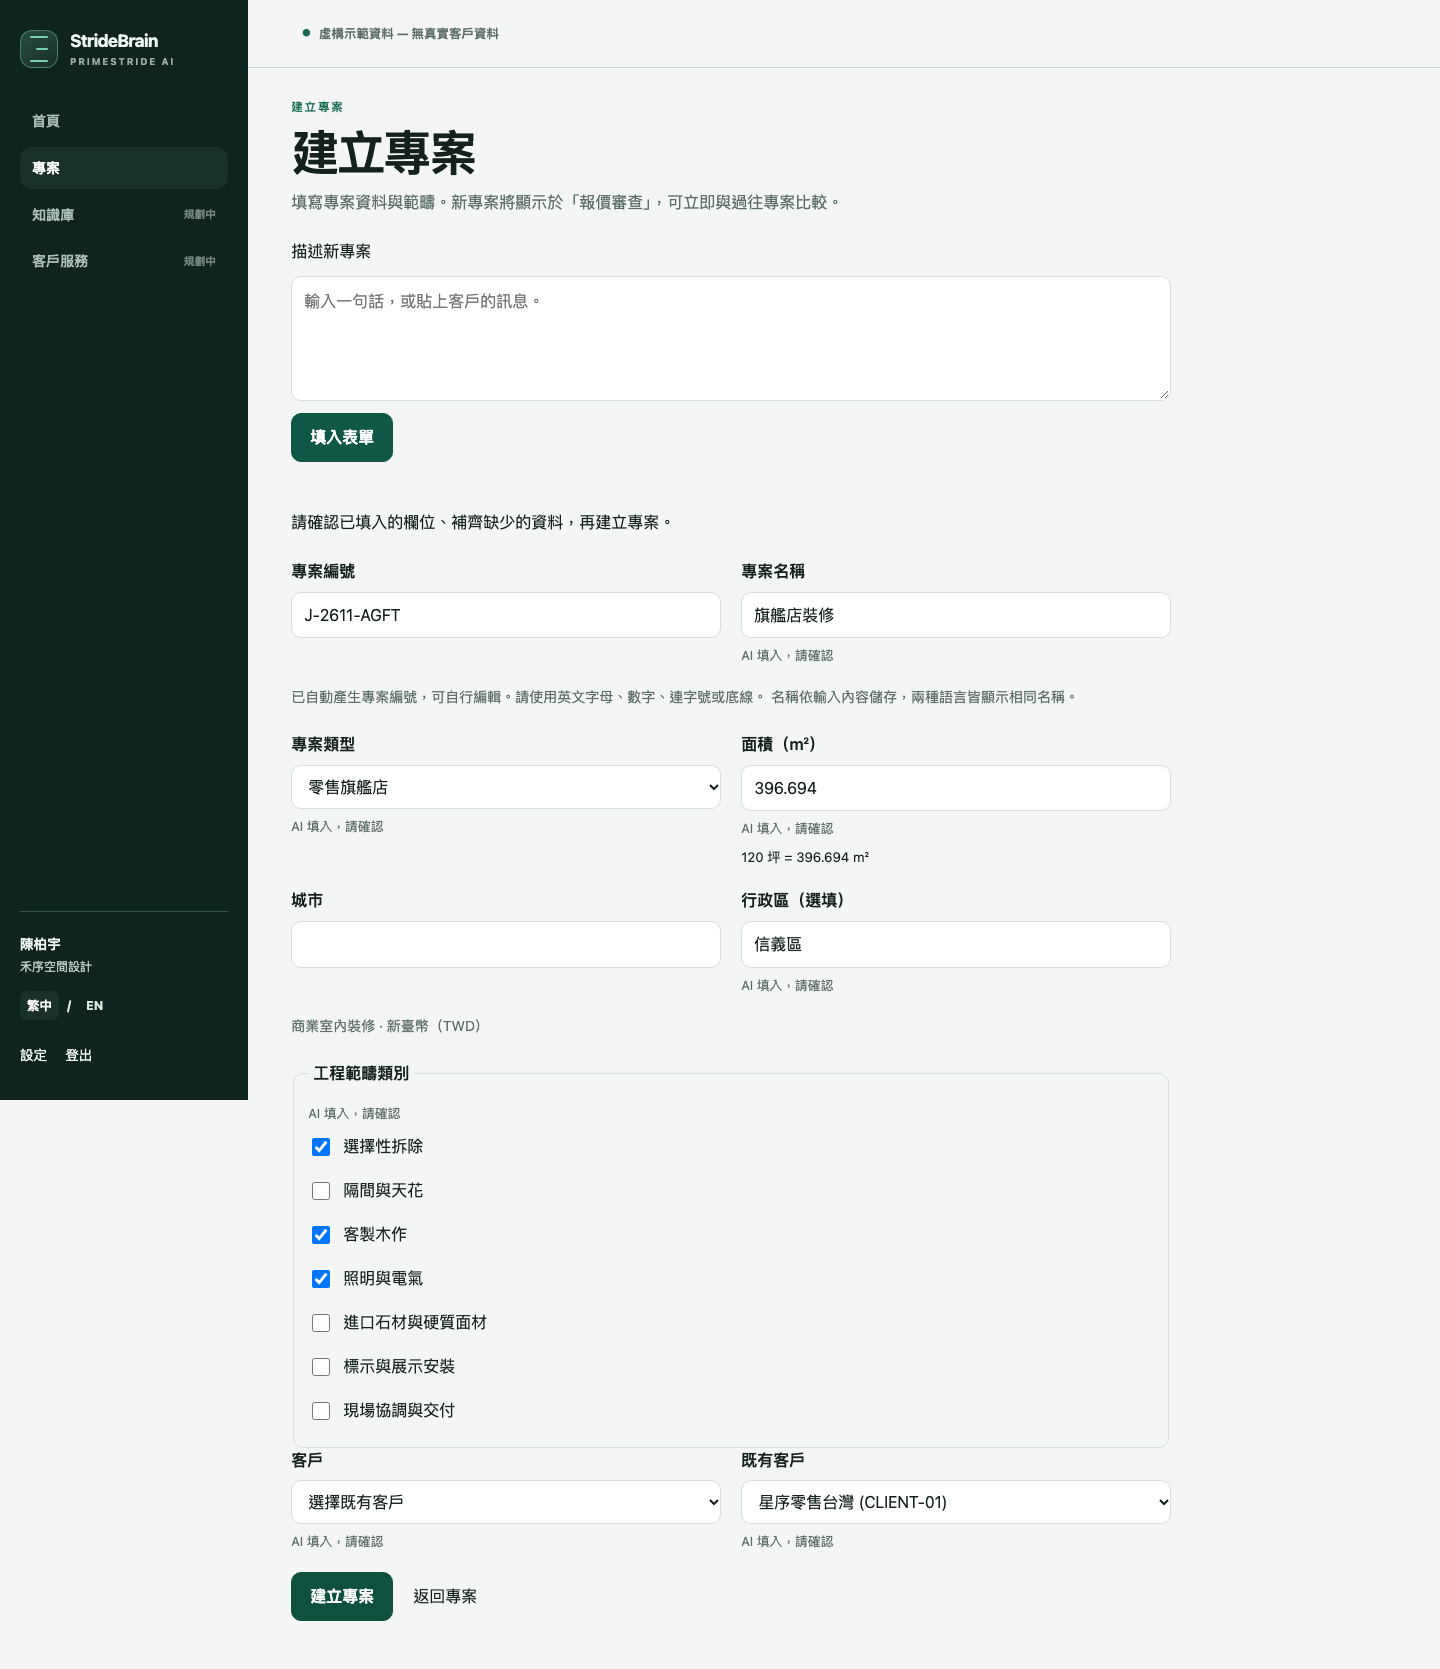 StrideBrain
PRIMESTRIDE AI
首頁
專案
知識庫 規劃中
客戶服務 規劃中
陳柏宇
禾序空間設計
繁中 / EN
設定 登出
虛構示範資料 — 無真實客戶資料
建立專案
建立專案
填寫專案資料與範疇。新專案將顯示於「報價審查」，可立即與過往專案比較。
描述新專案
輸入一句話，或貼上客戶的訊息。
填入表單
請確認已填入的欄位、補齊缺少的資料，再建立專案。
專案編號 專案名稱
J-2611-AGFT 旗艦店裝修
AI 填入，請確認
已自動產生專案編號，可自行編輯。請使用英文字母、數字、連字號或底線。 名稱依輸入內容儲存，兩種語言皆顯示相同名稱。
專案類型 面積（m²）
零售旗艦店 396.694
AI 填入，請確認 AI 填入，請確認
120 坪 = 396.694 m²
城市 行政區（選填）
信義區
AI 填入，請確認
商業室內裝修 · 新臺幣（TWD）
工程範疇類別
AI 填入，請確認
選擇性拆除
隔間與天花
客製木作
照明與電氣
進口石材與硬質面材
標示與展示安裝
現場協調與交付
客戶 既有客戶
選擇既有客戶 星序零售台灣 (CLIENT-01)
AI 填入，請確認 AI 填入，請確認
建立專案 返回專案